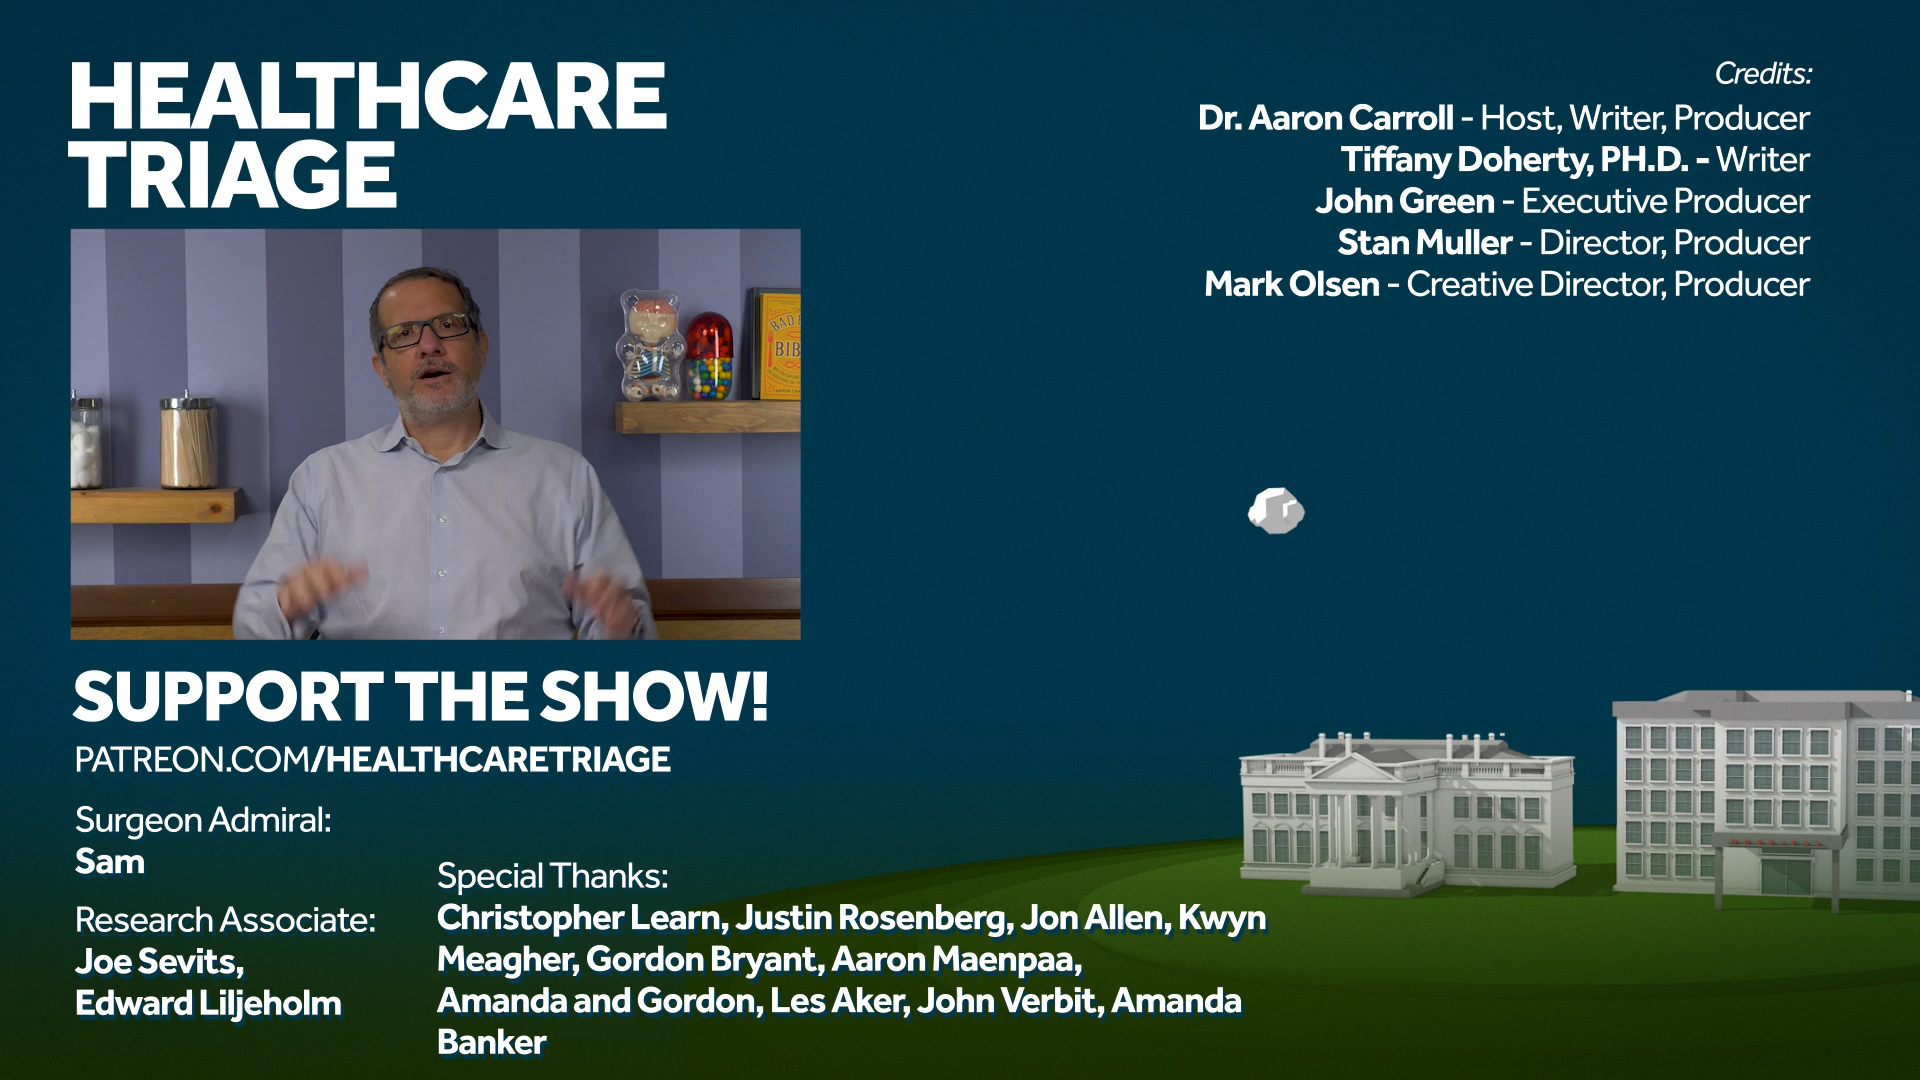 HEALTHCARE
TRIAGE
BAD
BIB
SUPPORT THE SHOW!
PATREON.COM/HEALTHCARETRIAGE
Surgeon Admiral:
Sam
Research Associate:
Joe Sevits,
Edward Liljeholm
Special Thanks:
Christopher Learn, Justin Rosenberg, Jon Allen, Kwyn
Meagher, Gordon Bryant, Aaron Maenpaa,
Amanda and Gordon, Les Aker, John Verbit, Amanda
Banker
Credits:
Dr. Aaron Carroll - Host, Writer, Producer
Tiffany Doherty, PH.D. - Writer
John Green - Executive Producer
Stan Muller - Director, Producer
Mark Olsen - Creative Director, Producer